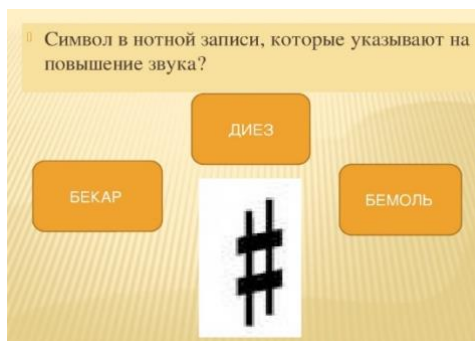 Символ в нотной записи, которые указывают на
повышение звука?
ДИЕЗ
БЕКАР
БЕМОЛЬ